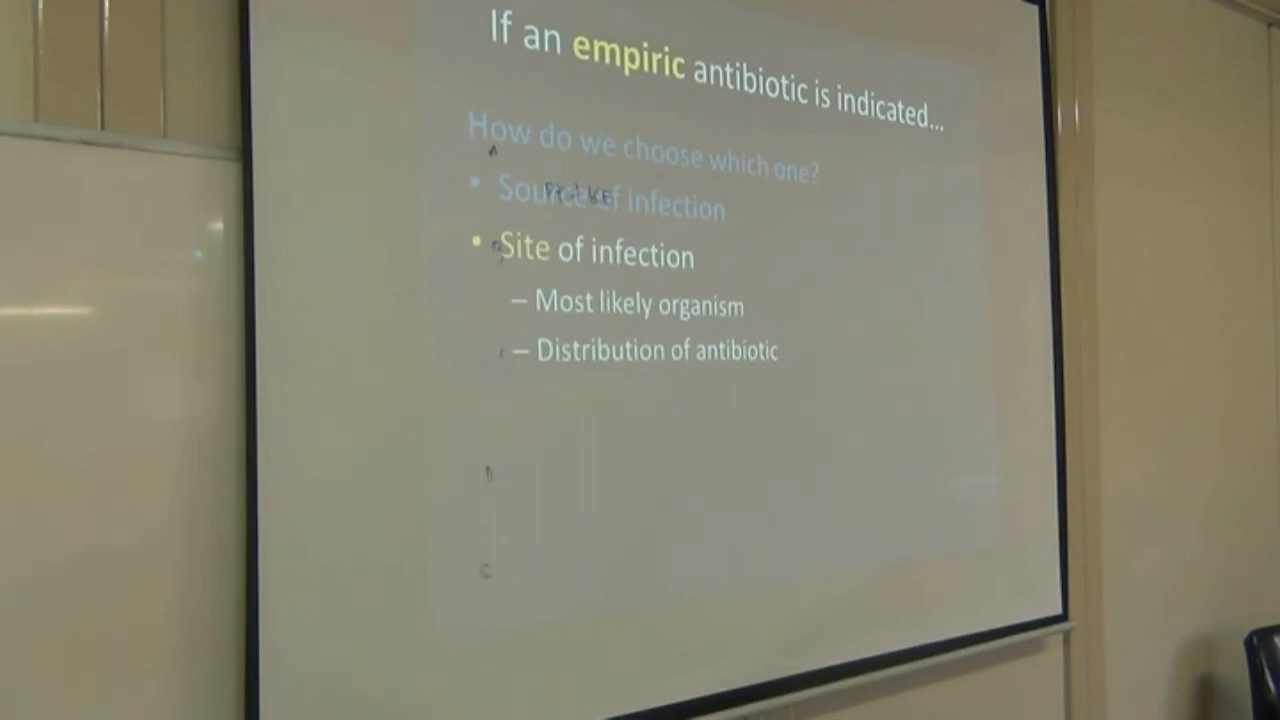 If an empiric antibiotic is indicated...
How do we choose which one?
• Source of infection
• Site of infection
– Most likely organism
– Distribution of antibiotic
A